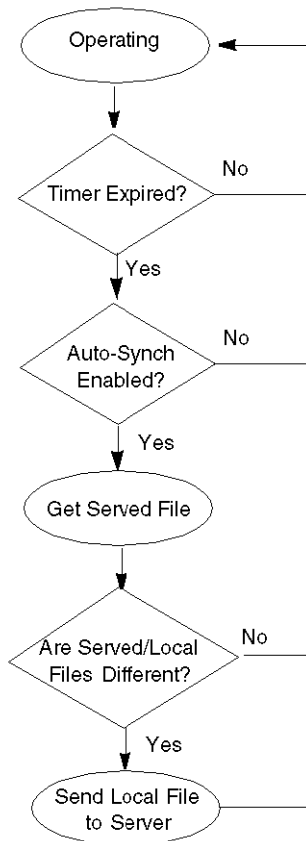 Operating
Timer Expired?
No
Yes
Auto-Synch
Enabled?
No
Yes
Get Served File
Are Served/Local
Files Different?
No
Yes
Send Local File
to Server